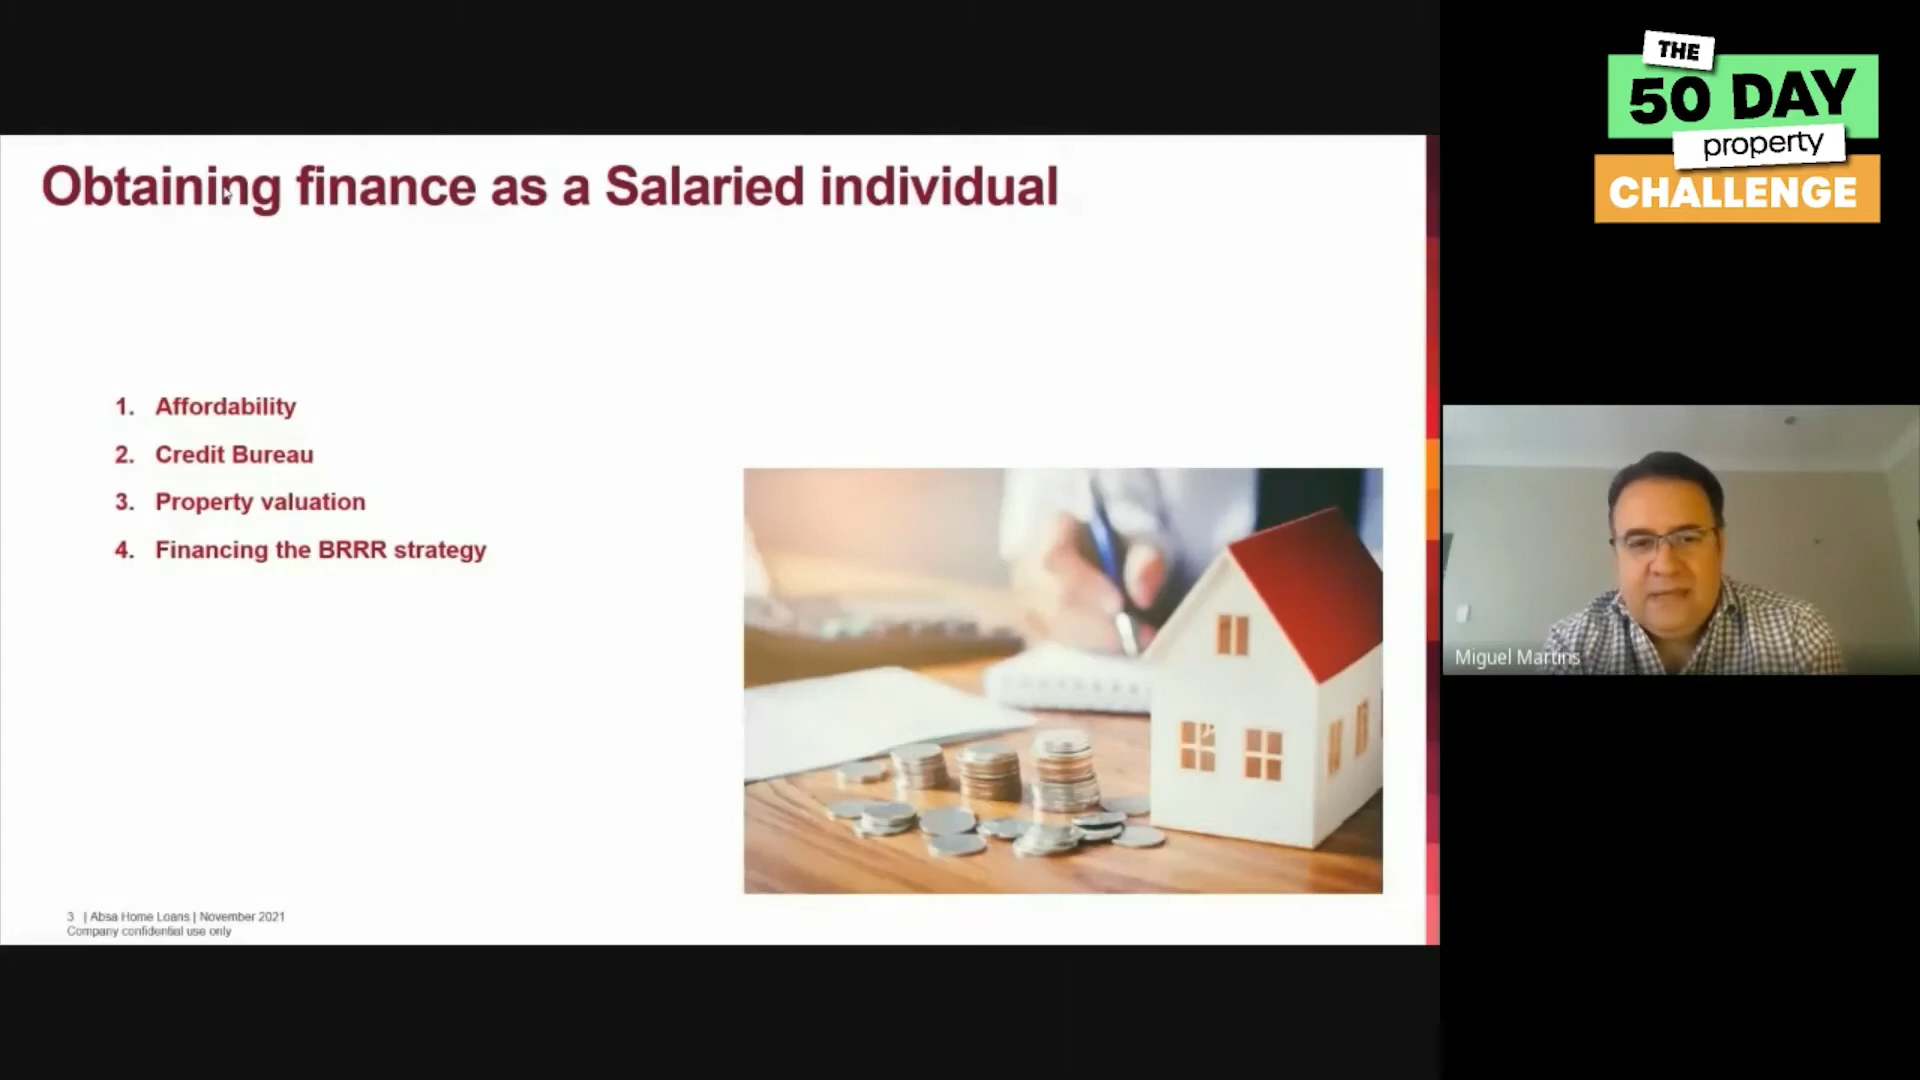 Obtaining finance as a Salaried individual
1. Affordability
2. Credit Bureau
3. Property valuation
4. Financing the BRRR strategy
3 | Absa Home Loans | November 2021
Company confidential use only
THE
50 DAY
property
CHALLENGE
Miguel Martins